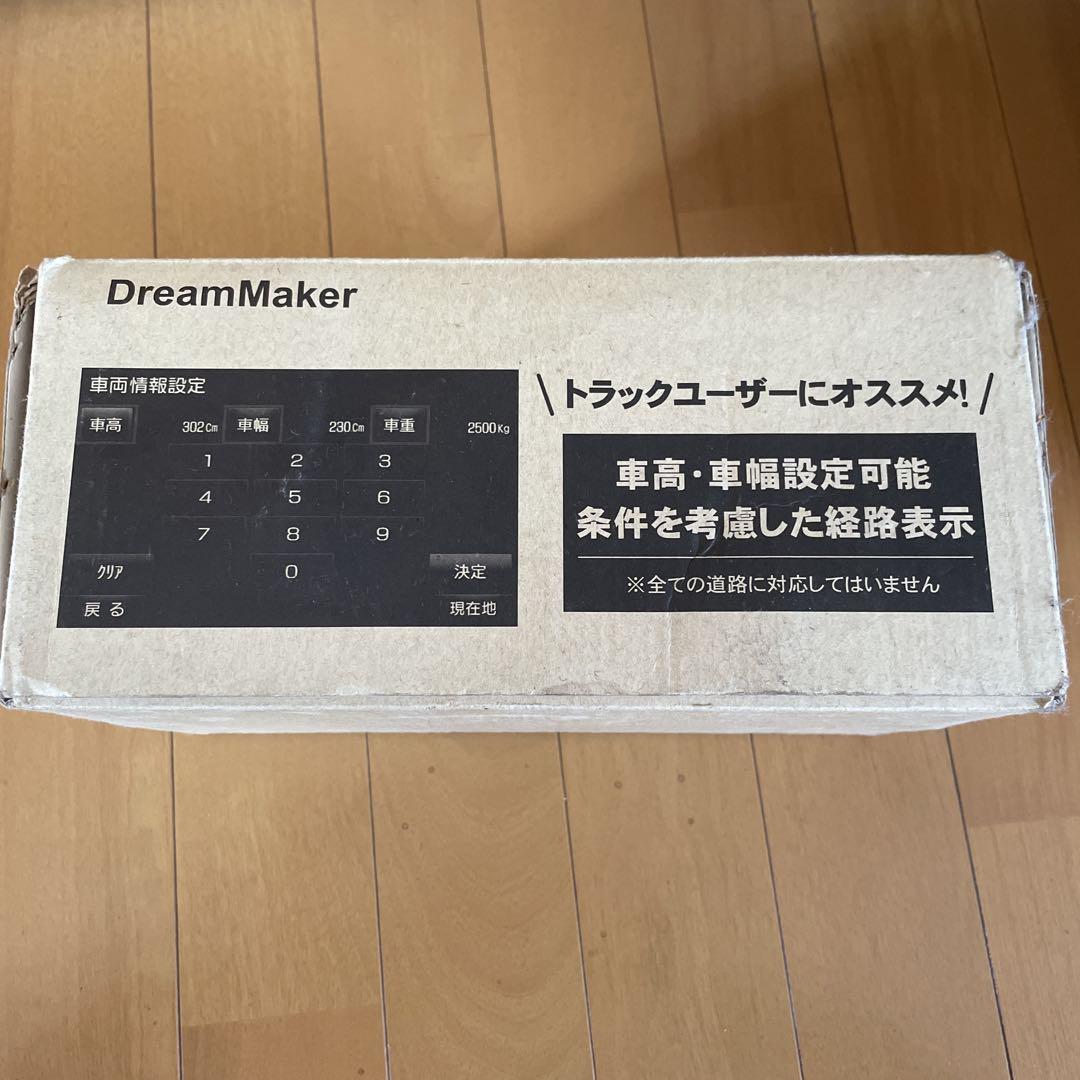 DreamMaker
車両情報設定
車高 302Cm 車幅 230Cm 車重 2500Kg
1 2 3
4 5 6
7 8 9
クリア 0 決定
戻る 現在地
\ トラックユーザーにオススメ! /
車高・車幅設定可能
条件を考慮した経路表示
※全ての道路に対応してはいません